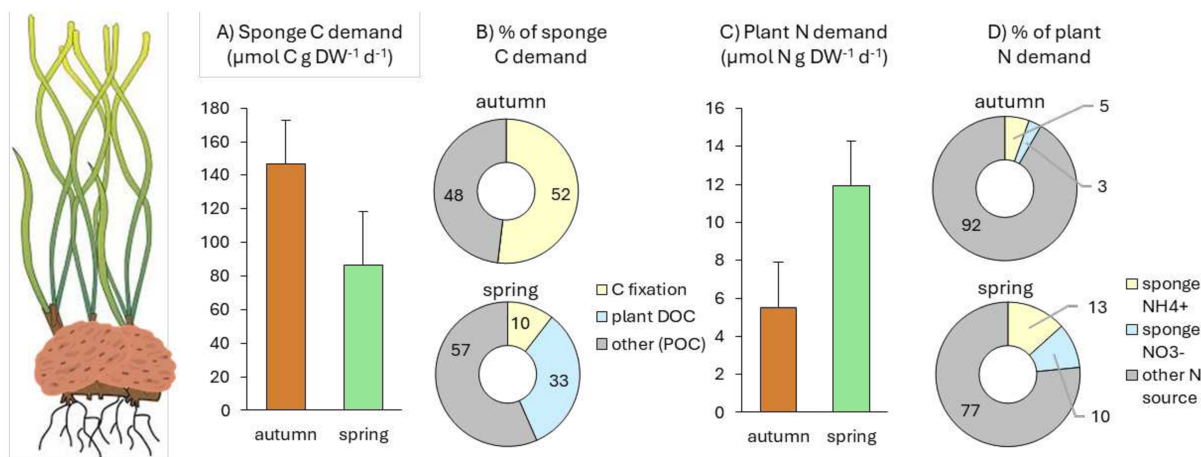 A) Sponge C demand
(µmol C g DW⁻¹ d⁻¹)
180
160
140
120
100
80
60
40
20
0
autumn spring
B) % of sponge
C demand
autumn
48
52
spring
10
33
57
C fixation
plant DOC
other (POC)
C) Plant N demand
(µmol N g DW⁻¹ d⁻¹)
16
14
12
10
8
6
4
2
0
autumn spring
D) % of plant
N demand
autumn
5
3
92
spring
13
10
77
sponge
NH4+
sponge
NO3-
other N
source